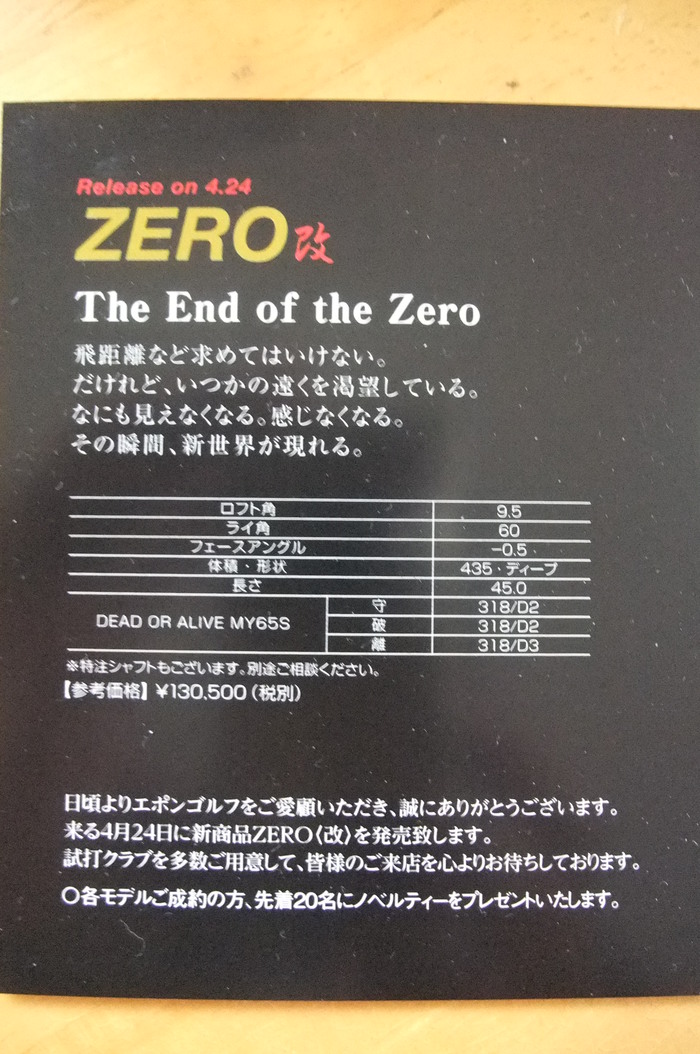 Release on 4.24
ZERO改
The End of the Zero
飛距離など求めてはいけない。
だけれど、いつかの遠くを渇望している。
なにも見えなくなる。感じなくなる。
その瞬間、新世界が現れる。
ロフト角 9.5
ライ角 60
フェースアングル −0.5
体積・形状 435・ディープ
長さ 45.0
DEAD OR ALIVE MY65S 守 318/D2
破 318/D2
離 318/D3
※特注シャフトもございます。別途ご相談ください。
【参考価格】 ¥130,500（税別）
日頃よりエポンゴルフをご愛顧いただき、誠にありがとうございます。
来る4月24日に新商品ZERO〈改〉を発売致します。
試打クラブを多数ご用意して、皆様のご来店を心よりお待ちしております。
○各モデルご成約の方、先着20名にノベルティーをプレゼントいたします。